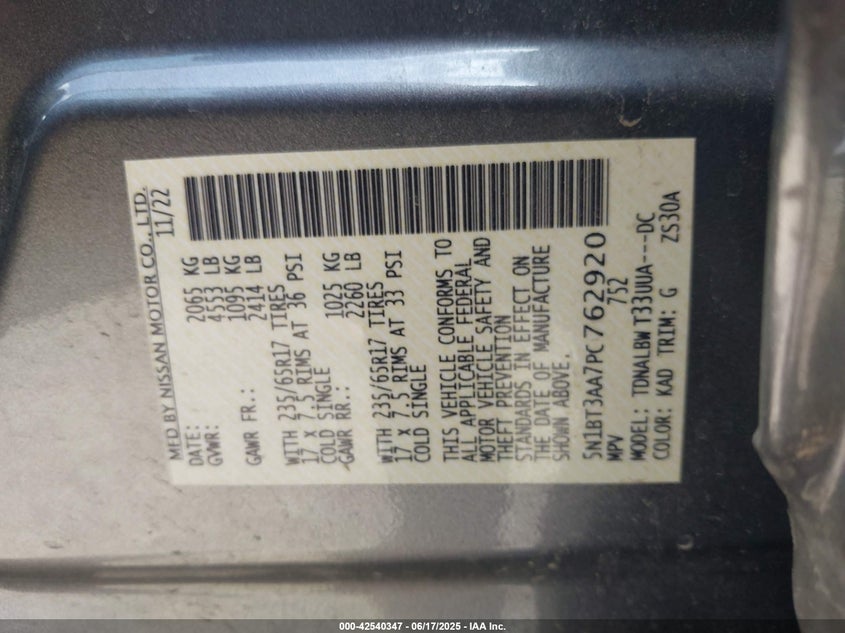 MFD BY NISSAN MOTOR CO., LTD.
DATE: 11/22
GVWR: 2065 KG
4553 LB
GAWR FR.: 1095 KG
2414 LB
WITH 235/65R17 TIRES
17 X 7.5 RIMS AT 36 PSI
COLD SINGLE
GAWR RR.: 1025 KG
2260 LB
WITH 235/65R17 TIRES
17 X 7.5 RIMS AT 33 PSI
COLD SINGLE
THIS VEHICLE CONFORMS TO
ALL APPLICABLE FEDERAL
MOTOR VEHICLE SAFETY AND
THEFT PREVENTION
STANDARDS IN EFFECT ON
THE DATE OF MANUFACTURE
SHOWN ABOVE.
5N1BT3AA7PC762920
MPV 752
MODEL: TDNALBW T33UUA---DC
COLOR: KAD TRIM: G ZS30A
000-42540347 - 06/17/2025 - IAA Inc.